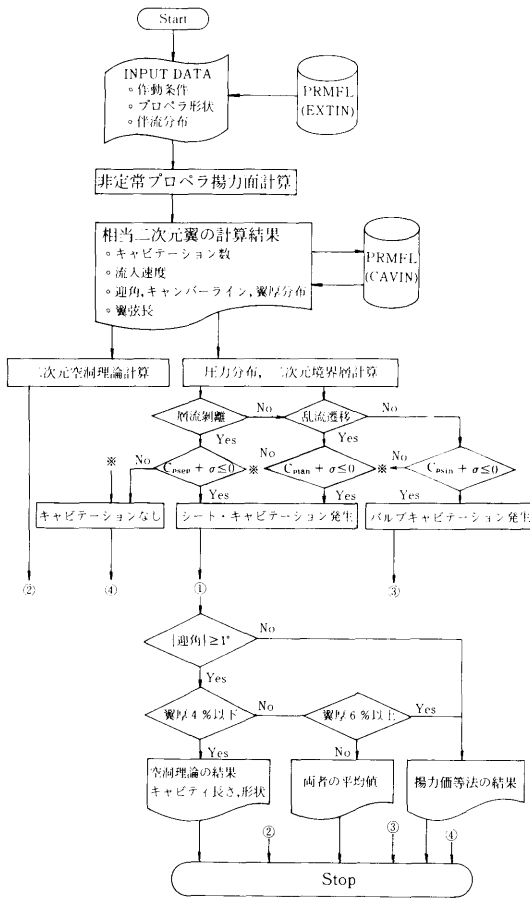 Start
INPUT DATA
。作動条件
。プロペラ形状
。伴流分布
PRMFL
(EXTIN)
非定常プロペラ揚力面計算
相当二次元翼の計算結果
。キャビテーション数
。流入速度
。迎角,キャンバーライン,翼厚分布
。翼弦長
PRMFL
(CAVIN)
二次元空洞理論計算
圧力分布,二次元境界層計算
層流剥離
No
乱流遷移
No
Yes
Yes
※
No
Cpsep + σ≤0
※
No
Cptan + σ≤0
※
No
Cpsin + σ≤0
Yes
Yes
Yes
キャビテーションなし
シート・キャビテーション発生
バルブキャビテーション発生
②
④
①
③
|迎角|≥1°
No
Yes
翼厚4%以下
No
翼厚6%以上
Yes
Yes
No
空洞理論の結果
キャビティ長さ,形状
両者の平均値
揚力価等法の結果
②
③
④
Stop